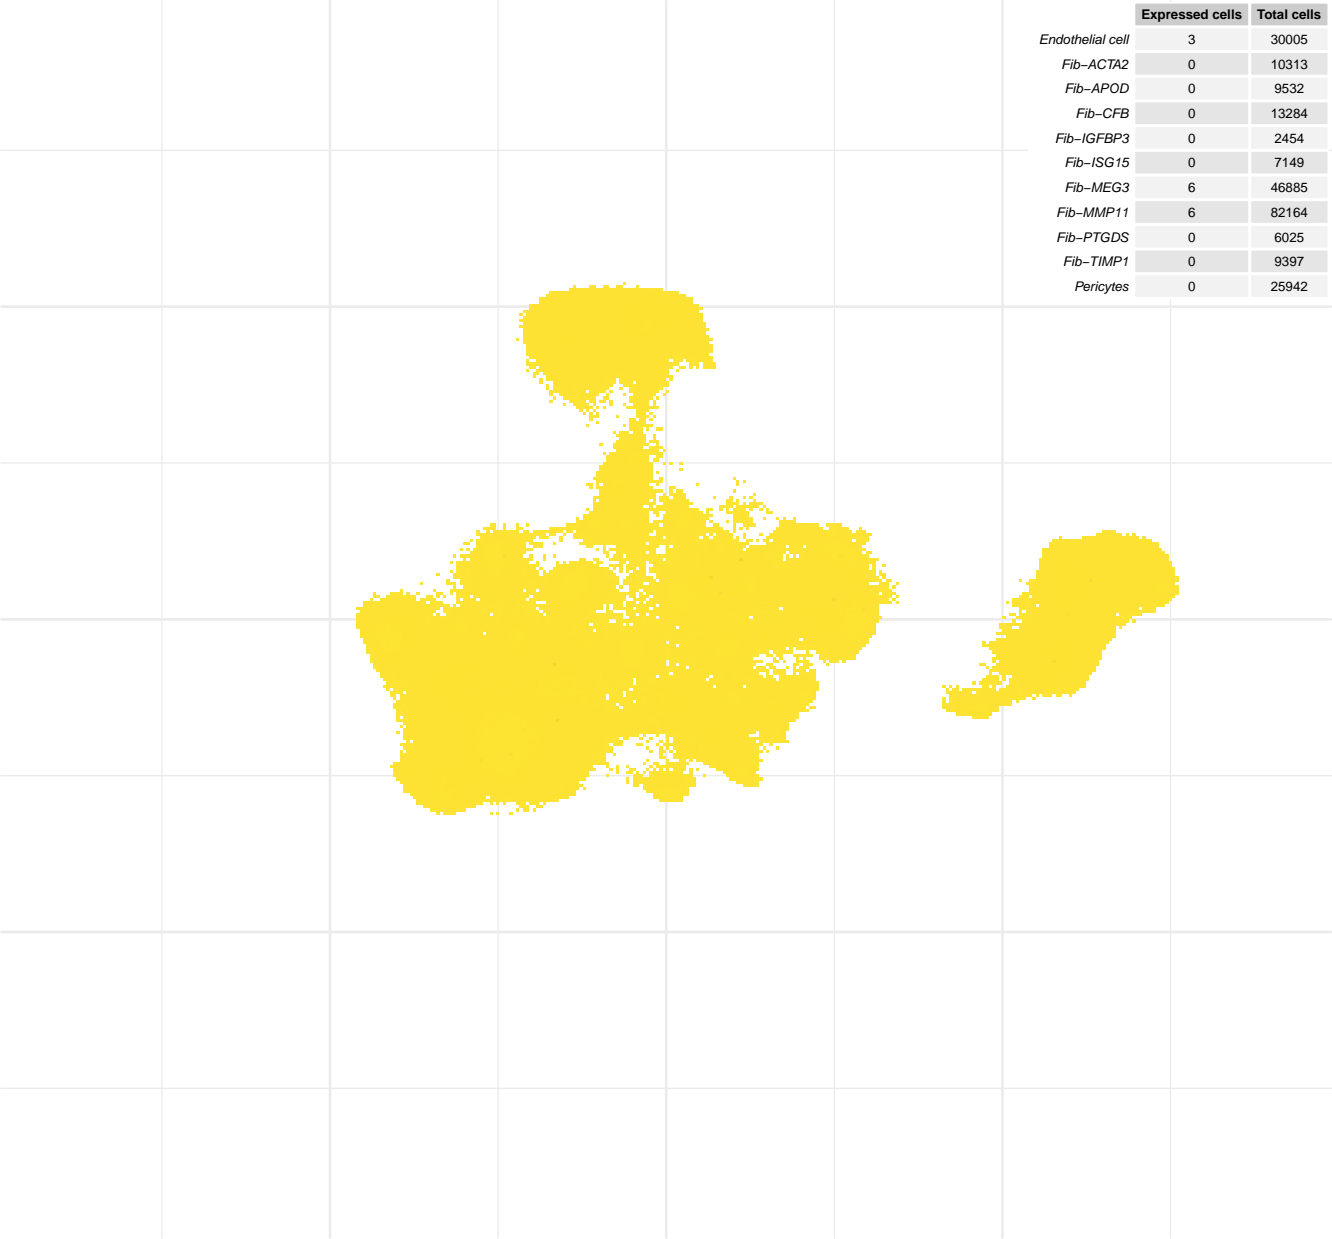 Expressed cells Total cells
Endothelial cell 3 30005
Fib−ACTA2 0 10313
Fib−APOD 0 9532
Fib−CFB 0 13284
Fib−IGFBP3 0 2454
Fib−ISG15 0 7149
Fib−MEG3 6 46885
Fib−MMP11 6 82164
Fib−PTGDS 0 6025
Fib−TIMP1 0 9397
Pericytes 0 25942